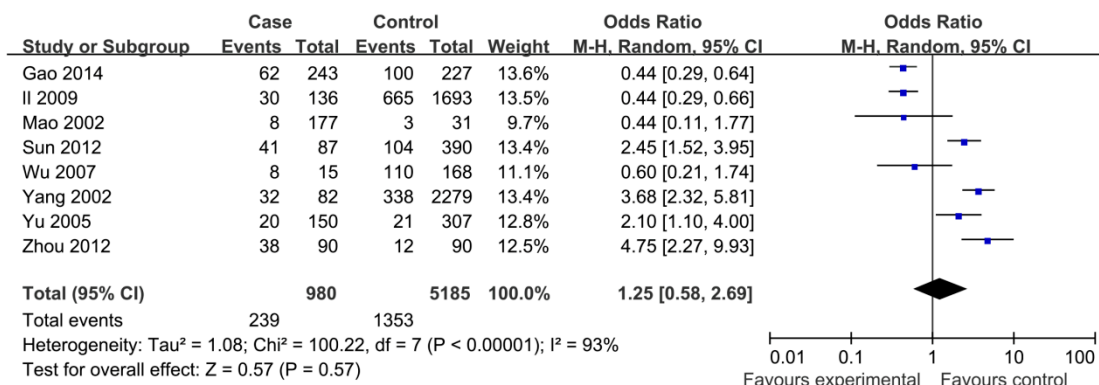 Case Control Odds Ratio Odds Ratio
Study or Subgroup Events Total Events Total Weight M-H, Random, 95% CI M-H, Random, 95% CI
Gao 2014 62 243 100 227 13.6% 0.44 [0.29, 0.64]
Il 2009 30 136 665 1693 13.5% 0.44 [0.29, 0.66]
Mao 2002 8 177 3 31 9.7% 0.44 [0.11, 1.77]
Sun 2012 41 87 104 390 13.4% 2.45 [1.52, 3.95]
Wu 2007 8 15 110 168 11.1% 0.60 [0.21, 1.74]
Yang 2002 32 82 338 2279 13.4% 3.68 [2.32, 5.81]
Yu 2005 20 150 21 307 12.8% 2.10 [1.10, 4.00]
Zhou 2012 38 90 12 90 12.5% 4.75 [2.27, 9.93]
Total (95% CI) 980 5185 100.0% 1.25 [0.58, 2.69]
Total events 239 1353
Heterogeneity: Tau² = 1.08; Chi² = 100.22, df = 7 (P < 0.00001); I² = 93%
Test for overall effect: Z = 0.57 (P = 0.57)
0.01 0.1 1 10 100
Favours experimental Favours control